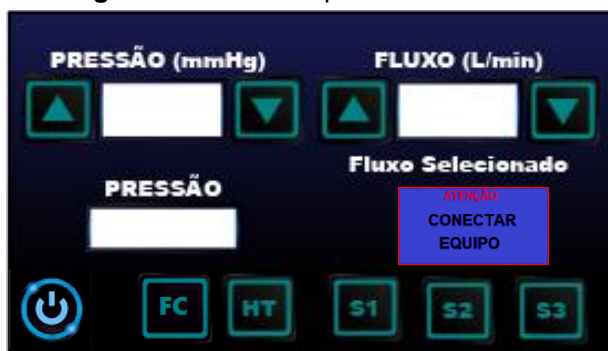 PRESSÃO (mmHg)
FLUXO (L/min)
Fluxo Selecionado
PRESSÃO
ATENÇÃO
CONECTAR
EQUIPO
FC
HT
S1
S2
S3